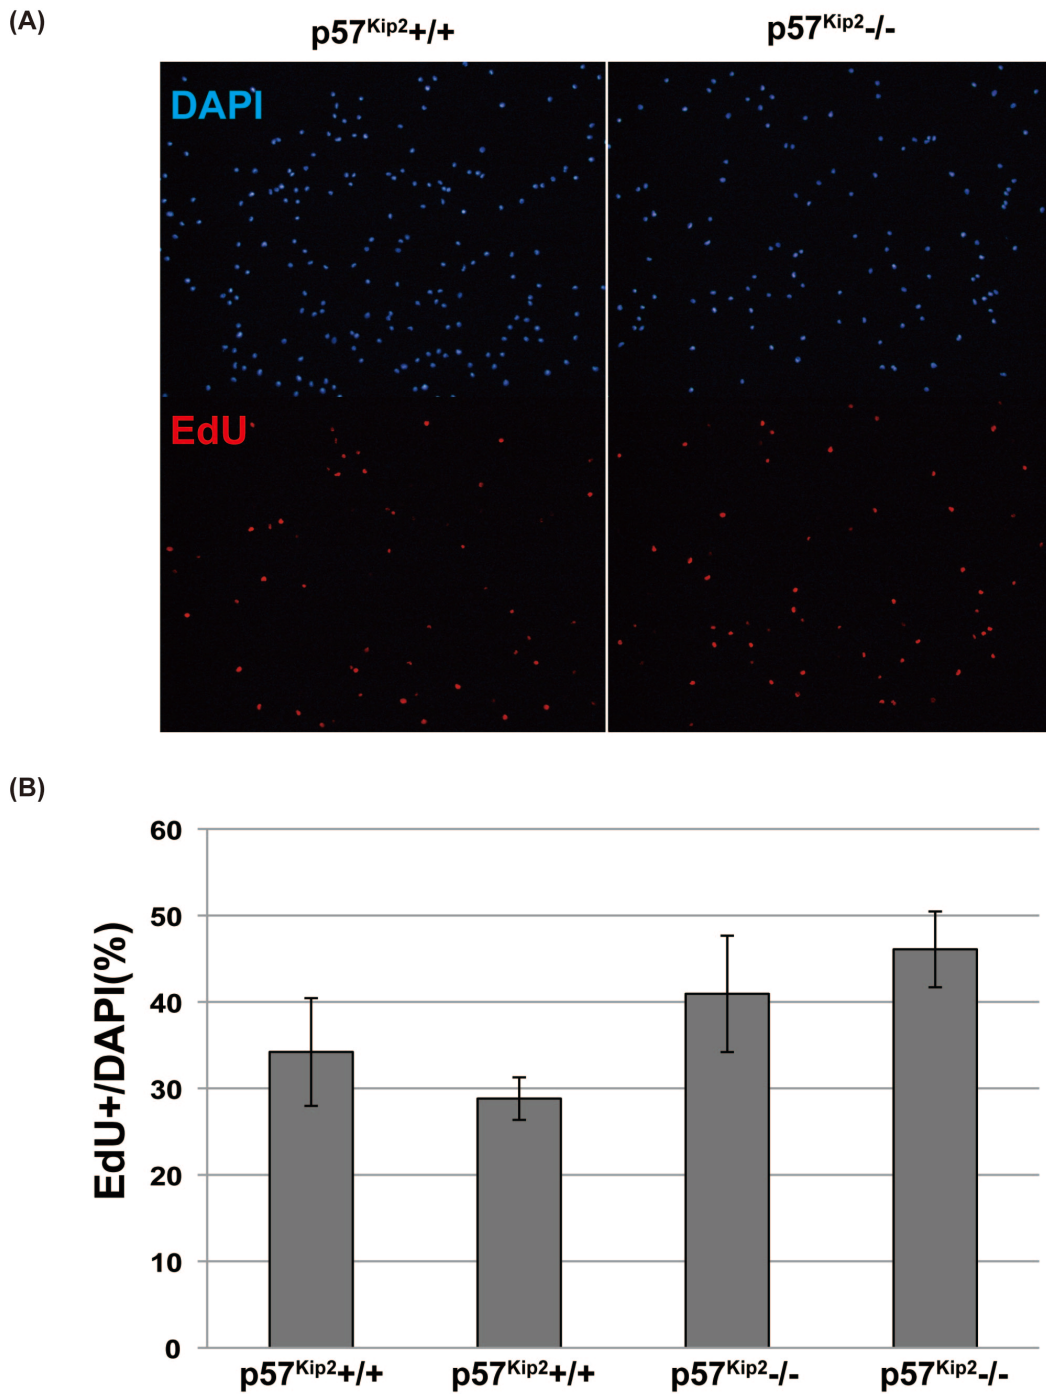 (A)
p57Kip2+/+ p57Kip2-/-
DAPI
EdU
(B)
60
50
40
30
20
10
0
EdU+/DAPI(%)
p57Kip2+/+ p57Kip2+/+ p57Kip2-/- p57Kip2-/-